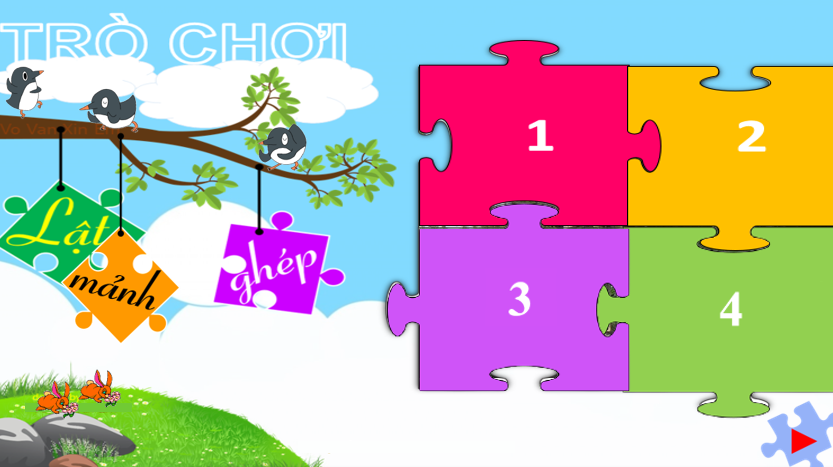 TRÒ CHƠI
Lật
mảnh
ghép
1
2
3
4